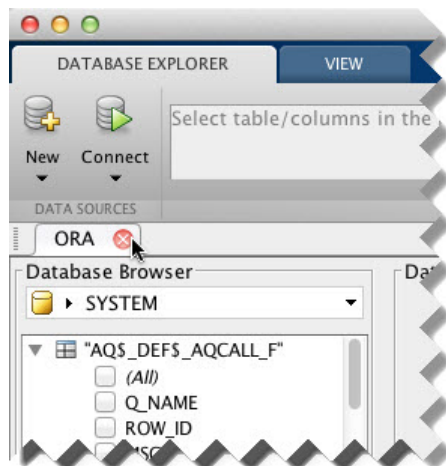 DATABASE EXPLORER
VIEW
Select table/columns in the
New
Connect
DATA SOURCES
ORA
Database Browser
SYSTEM
"AQ$_DEF$_AQCALL_F"
(All)
Q_NAME
ROW_ID